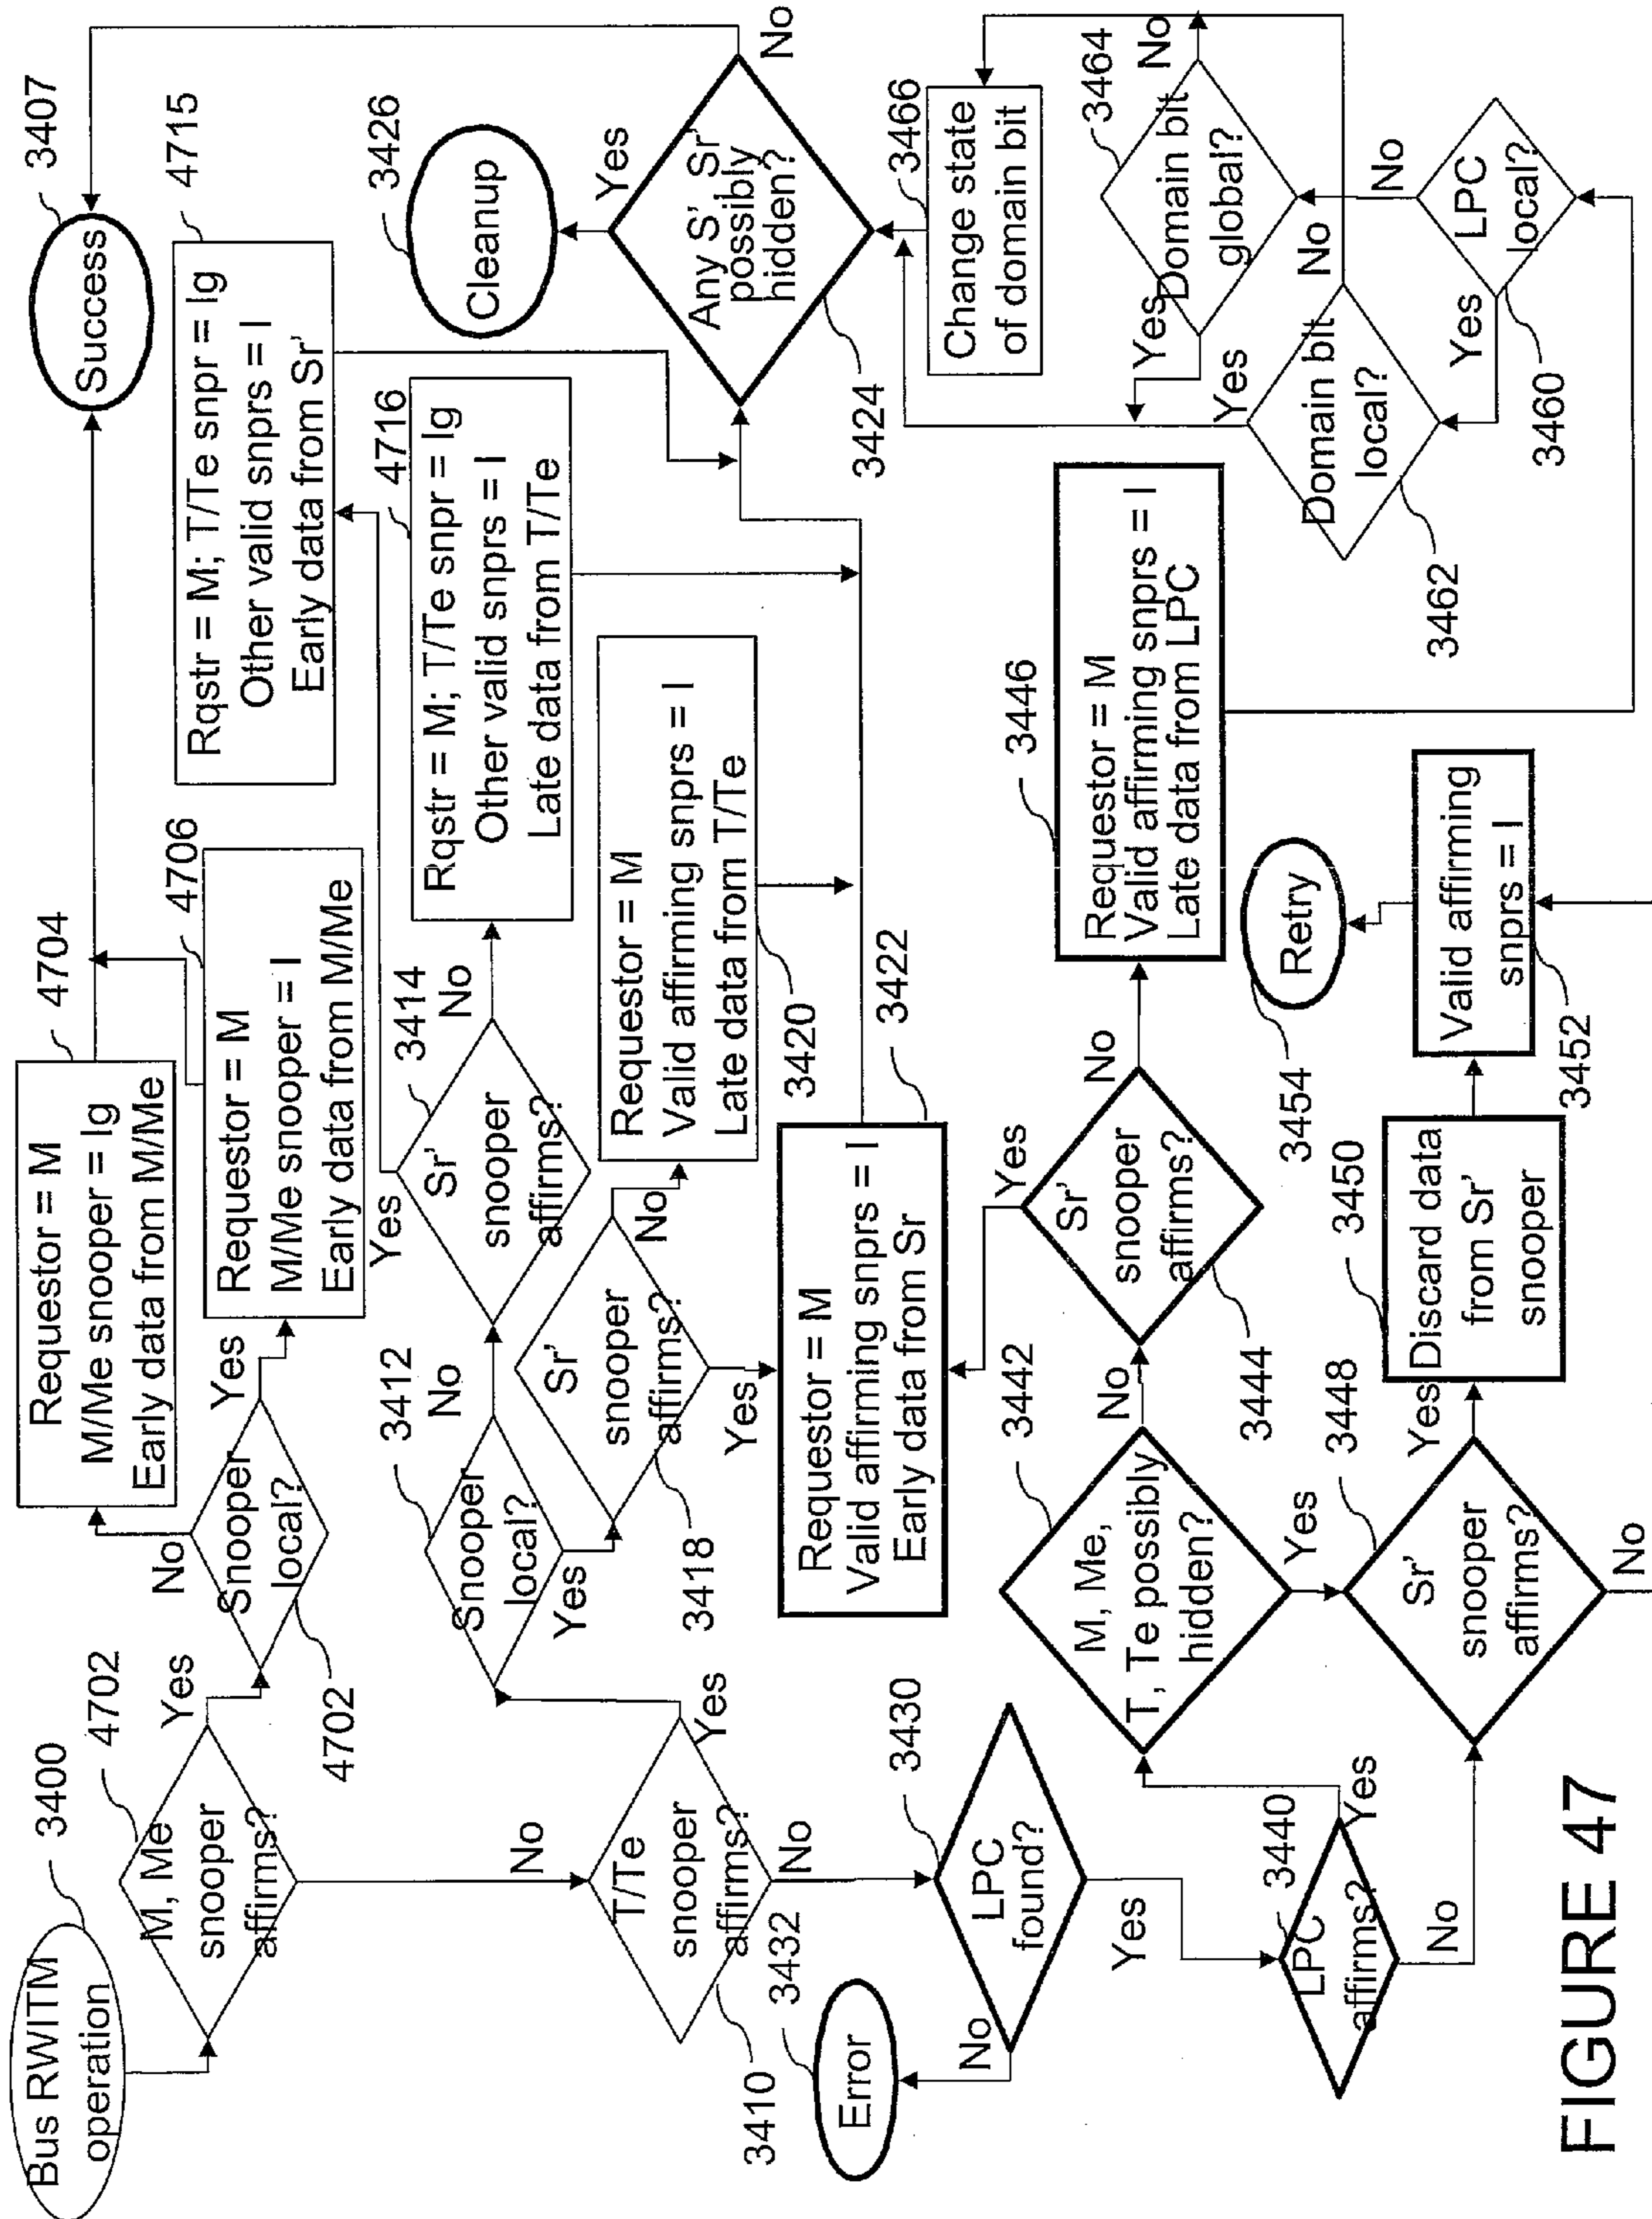 Bus RWITM
operation
3400
M, Me
snooper
affirms?
4702
Yes
No
Snooper
local?
4702
No
Yes
Requestor = M
M/Me snooper = Ig
Early data from M/Me
4704
Requestor = M
M/Me snooper = I
Early data from M/Me
4706
Success
3407
T/Te
snooper
affirms?
3410
Yes
No
Snooper
local?
3412
No
Yes
Sr'
snooper
affirms?
3414
Yes
No
Rqstr = M; T/Te snpr = Ig
Other valid snprs = I
Early data from Sr'
4715
Rqstr = M; T/Te snpr = Ig
Other valid snprs = I
Late data from T/Te
4716
Sr'
snooper
affirms?
3418
No
Yes
Requestor = M
Valid affirming snprs = I
Late data from T/Te
3420
Requestor = M
Valid affirming snprs = I
Early data from Sr
3422
Any S' Sr'
possibly
hidden?
3424
Yes
No
Cleanup
3426
LPC
found?
3430
No
Yes
Error
3432
LPC
affirms?
3440
Yes
No
M, Me,
T, Te possibly
hidden?
3442
No
Yes
Sr'
snooper
affirms?
3444
Yes
No
Requestor = M
Valid affirming snprs = I
Late data from LPC
3446
Sr'
snooper
affirms?
3448
Yes
No
Discard data
from Sr'
snooper
3450
Valid affirming
snprs = I
3452
Retry
3454
LPC
local?
3460
Yes
No
Domain bit
local?
3462
Yes
No
Domain bit
global?
3464
Yes
No
Change state
of domain bit
3466
FIGURE 47